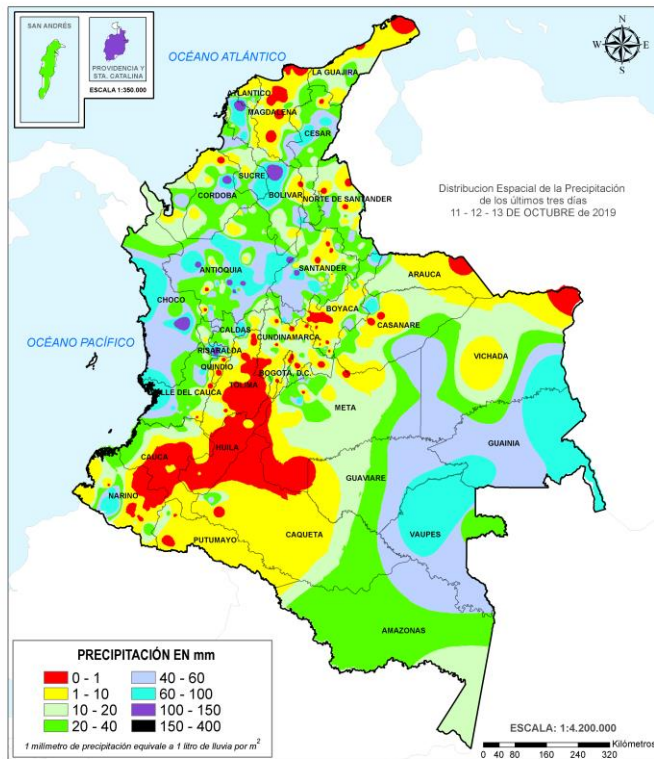 SAN ANDRÉS
PROVIDENCIA Y
STA. CATALINA
ESCALA 1:350.000
OCÉANO ATLÁNTICO
N
W E
S
LA GUAJIRA
ATLANTICO
MAGDALENA
CESAR
SUCRE
CORDOBA
BOLIVAR
NORTE DE SANTANDER
Distribucion Espacial de la Precipitación
de los últimos tres días
11 - 12 - 13 DE OCTUBRE de 2019
ANTIOQUIA
SANTANDER
ARAUCA
CHOCO
BOYACA
CASANARE
OCÉANO PACÍFICO
CALDAS
CUNDINAMARCA
RISARALDA
VICHADA
QUINDIO
BOGOTA. D.C.
TOLIMA
VALLE DEL CAUCA
META
GUAINIA
HUILA
CAUCA
GUAVIARE
NARIÑO
CAQUETA
VAUPES
PUTUMAYO
AMAZONAS
PRECIPITACIÓN EN mm
0 - 1 40 - 60
1 - 10 60 - 100
10 - 20 100 - 150
20 - 40 150 - 400
1 milimetro de precipitación equivale a 1 litro de lluvia por m2
ESCALA: 1:4.200.000
Kilómetros
0 40 80 160 240 320